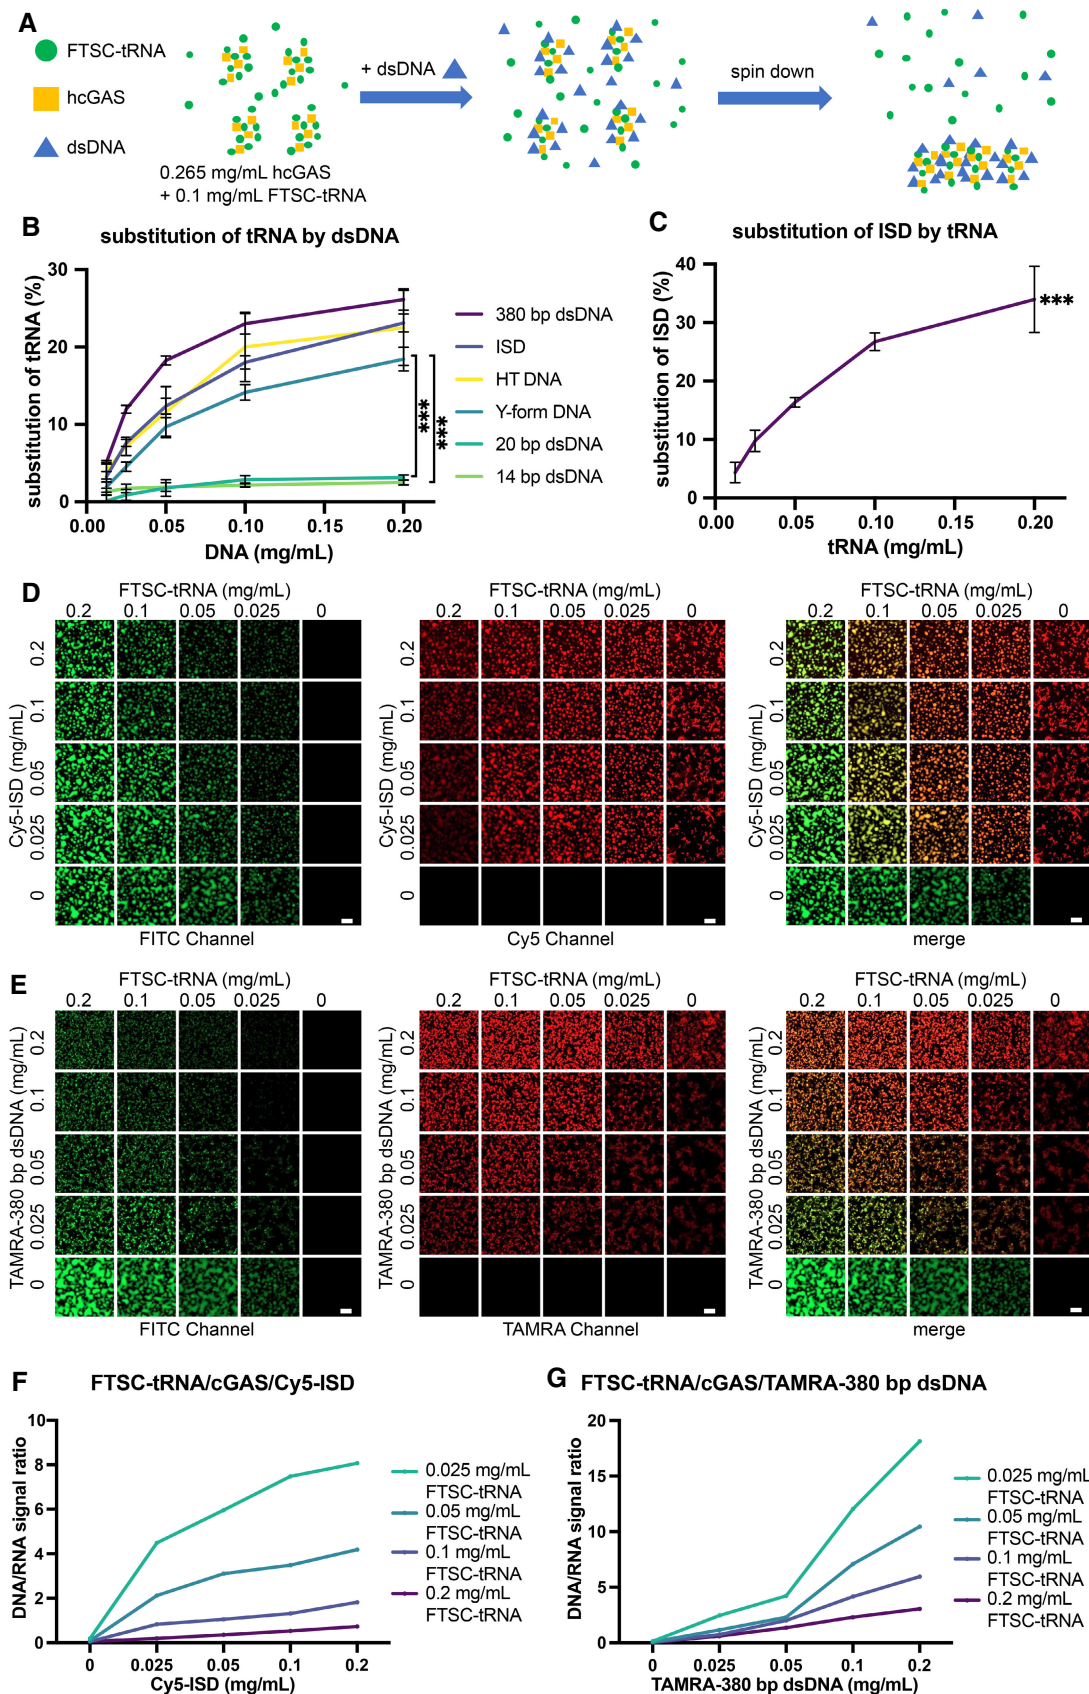 A
FTSC-tRNA
hcGAS
dsDNA
0.265 mg/mL hcGAS
+ 0.1 mg/mL FTSC-tRNA
+ dsDNA
spin down
B
substitution of tRNA by dsDNA
substitution of tRNA (%)
30
20
10
0
0.00 0.05 0.10 0.15 0.20
DNA (mg/mL)
380 bp dsDNA
ISD
HT DNA
Y-form DNA
20 bp dsDNA
14 bp dsDNA
***
***
C
substitution of ISD by tRNA
substitution of ISD (%)
40
30
20
10
0
0.00 0.05 0.10 0.15 0.20
tRNA (mg/mL)
***
D
FTSC-tRNA (mg/mL)
0.2 0.1 0.05 0.025 0
Cy5-ISD (mg/mL)
0.2
0.1
0.05
0.025
0
FITC Channel
FTSC-tRNA (mg/mL)
0.2 0.1 0.05 0.025 0
Cy5-ISD (mg/mL)
0.2
0.1
0.05
0.025
0
Cy5 Channel
FTSC-tRNA (mg/mL)
0.2 0.1 0.05 0.025 0
Cy5-ISD (mg/mL)
0.2
0.1
0.05
0.025
0
merge
E
FTSC-tRNA (mg/mL)
0.2 0.1 0.05 0.025 0
TAMRA-380 bp dsDNA (mg/mL)
0.2
0.1
0.05
0.025
0
FITC Channel
FTSC-tRNA (mg/mL)
0.2 0.1 0.05 0.025 0
TAMRA-380 bp dsDNA (mg/mL)
0.2
0.1
0.05
0.025
0
TAMRA Channel
FTSC-tRNA (mg/mL)
0.2 0.1 0.05 0.025 0
TAMRA-380 bp dsDNA (mg/mL)
0.2
0.1
0.05
0.025
0
merge
F
FTSC-tRNA/cGAS/Cy5-ISD
DNA/RNA signal ratio
10
8
6
4
2
0
0 0.025 0.05 0.1 0.2
Cy5-ISD (mg/mL)
0.025 mg/mL
FTSC-tRNA
0.05 mg/mL
FTSC-tRNA
0.1 mg/mL
FTSC-tRNA
0.2 mg/mL
FTSC-tRNA
G
FTSC-tRNA/cGAS/TAMRA-380 bp dsDNA
DNA/RNA signal ratio
20
15
10
5
0
0 0.025 0.05 0.1 0.2
TAMRA-380 bp dsDNA (mg/mL)
0.025 mg/mL
FTSC-tRNA
0.05 mg/mL
FTSC-tRNA
0.1 mg/mL
FTSC-tRNA
0.2 mg/mL
FTSC-tRNA